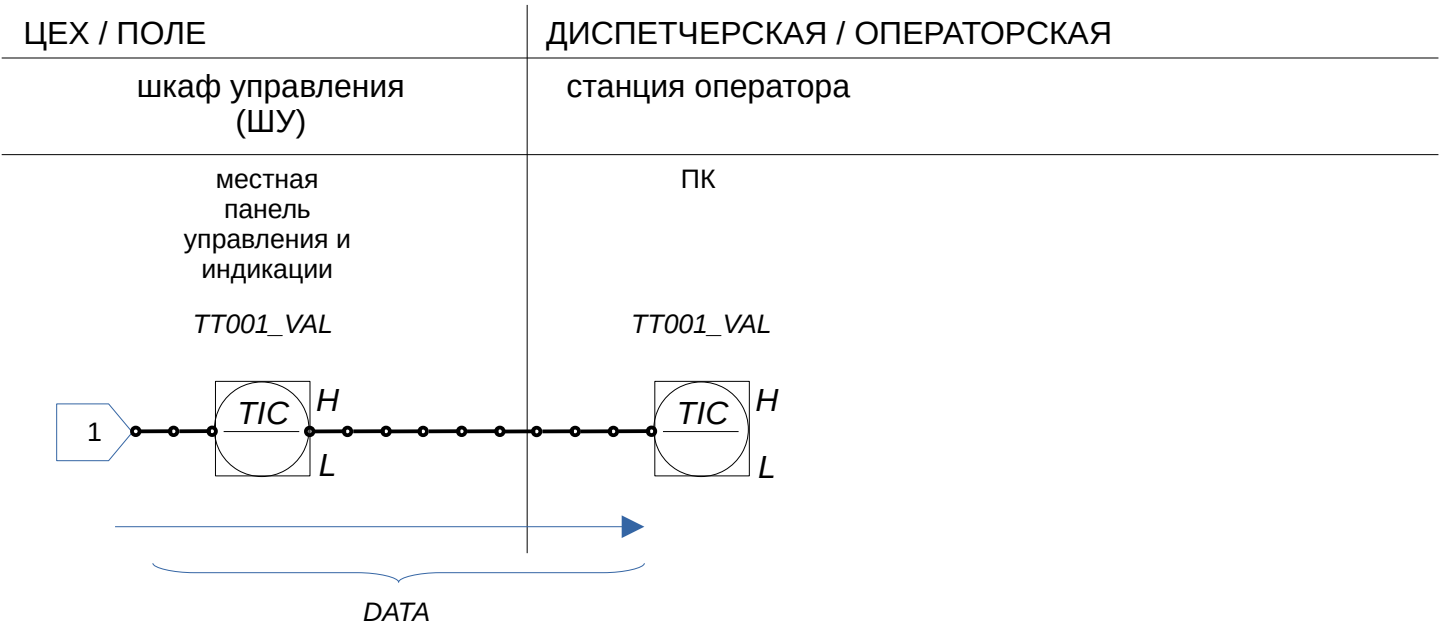 ЦЕХ / ПОЛЕ
ДИСПЕТЧЕРСКАЯ / ОПЕРАТОРСКАЯ
шкаф управления
(ШУ)
станция оператора
местная
панель
управления и
индикации
ПК
TT001_VAL
TT001_VAL
1
TIC
H
L
TIC
H
L
DATA